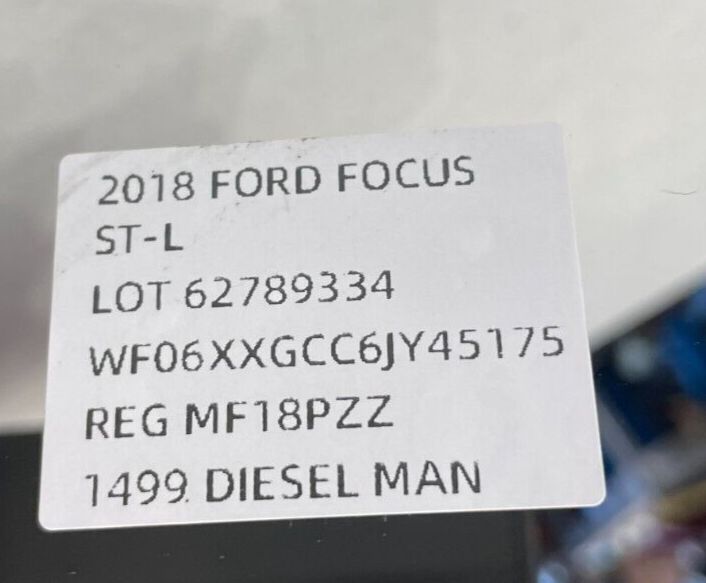 2018 FORD FOCUS
ST-L
LOT 62789334
WF06XXGCC6JY45175
REG MF18PZZ
1499 DIESEL MAN